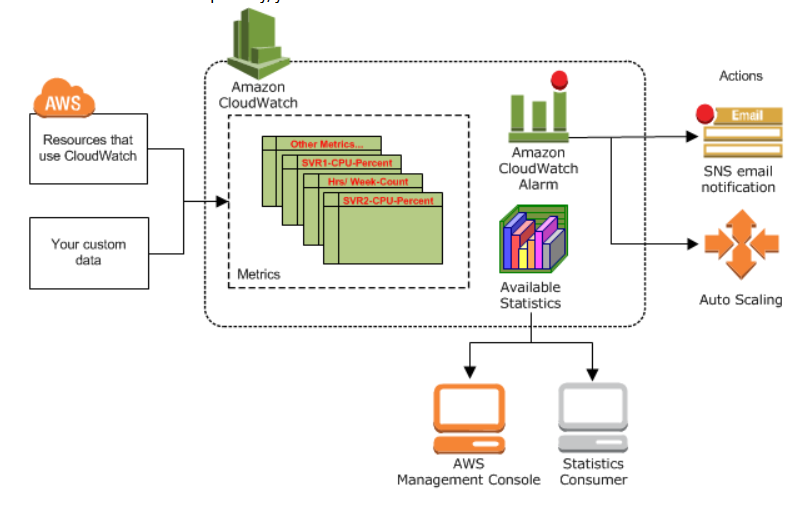 Amazon
CloudWatch
Actions
AWS
Resources that
use CloudWatch
Your custom
data
Other Metrics...
SVR1-CPU-Percent
Hrs/ Week-Count
SVR2-CPU-Percent
Metrics
Amazon
CloudWatch
Alarm
Available
Statistics
Email
SNS email
notification
Auto Scaling
AWS
Management Console
Statistics
Consumer